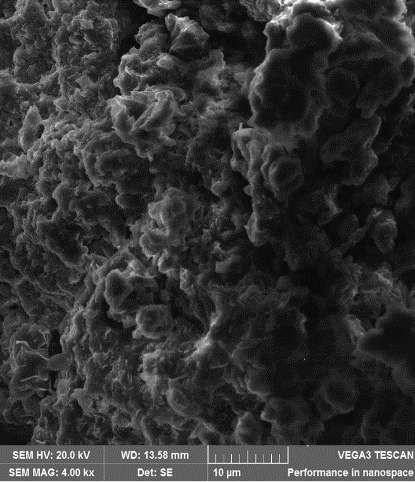 SEM HV: 20.0 kV WD: 13.58 mm VEGA3 TESCAN
SEM MAG: 4.00 kx Det: SE 10 µm Performance in nanospace